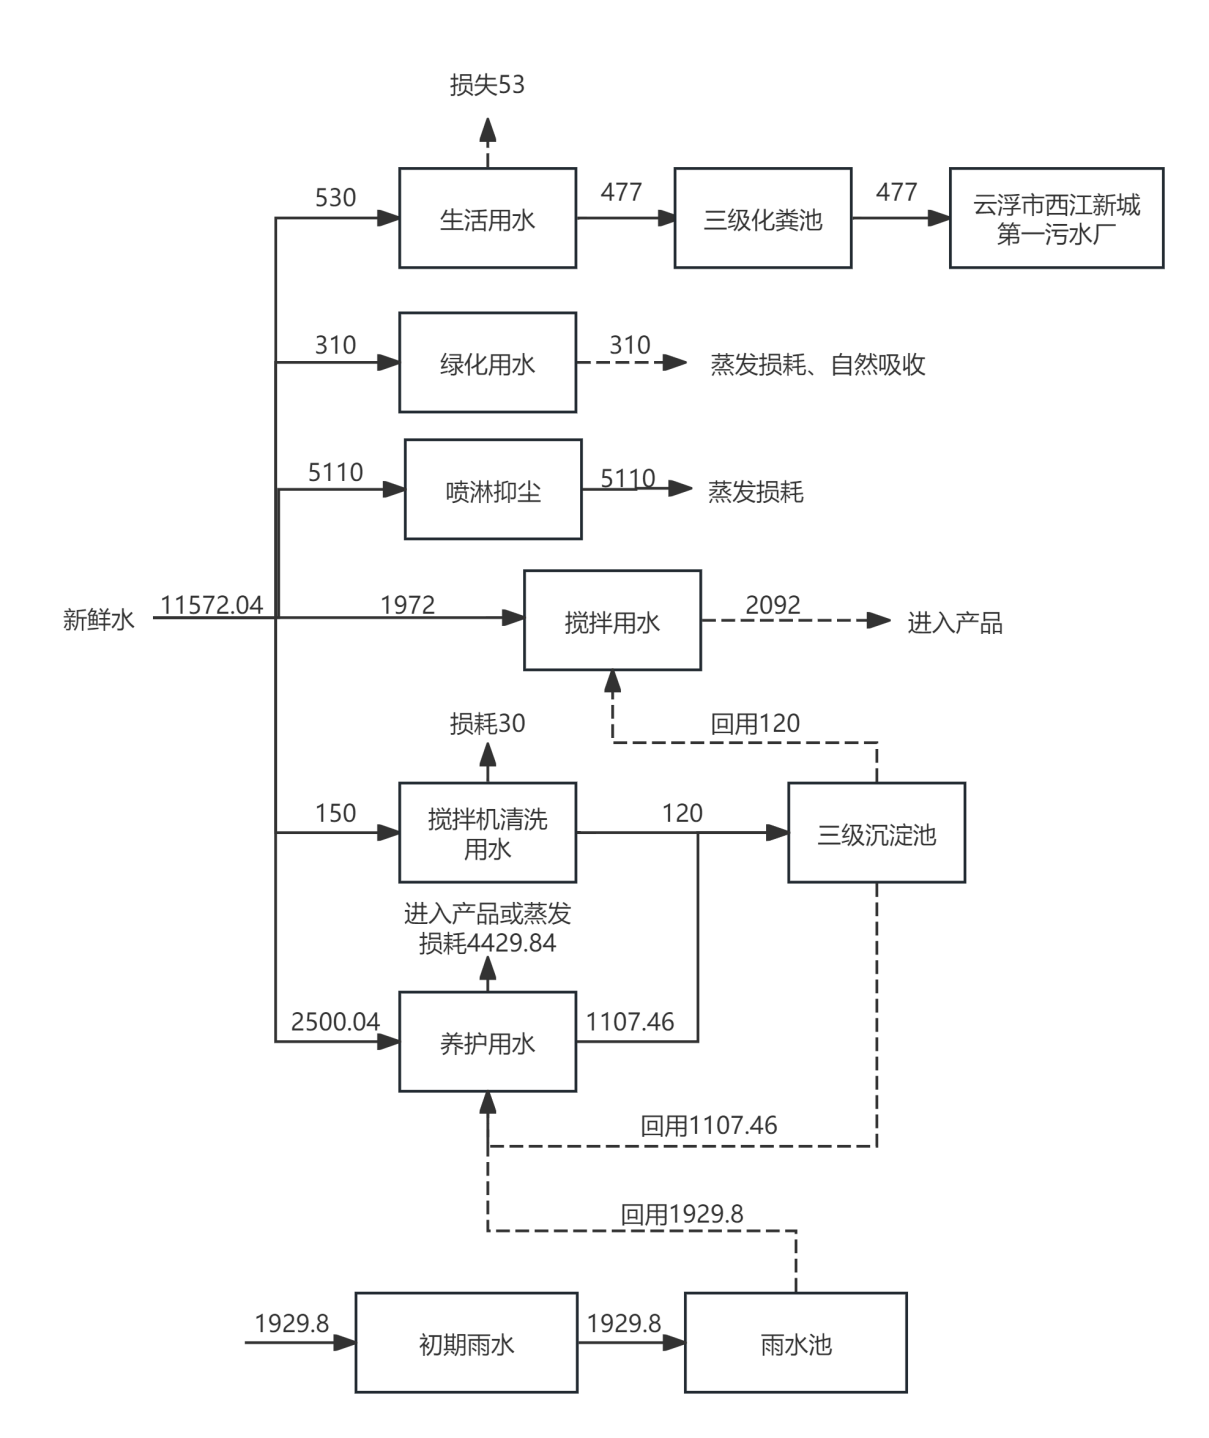 损失53
530
生活用水
477
三级化粪池
477
云浮市西江新城
第一污水厂
310
绿化用水
310
蒸发损耗、自然吸收
5110
喷淋抑尘
5110
蒸发损耗
新鲜水
11572.04
1972
搅拌用水
2092
进入产品
回用120
损耗30
150
搅拌机清洗
用水
120
三级沉淀池
进入产品或蒸发
损耗4429.84
2500.04
养护用水
1107.46
回用1107.46
回用1929.8
1929.8
初期雨水
1929.8
雨水池